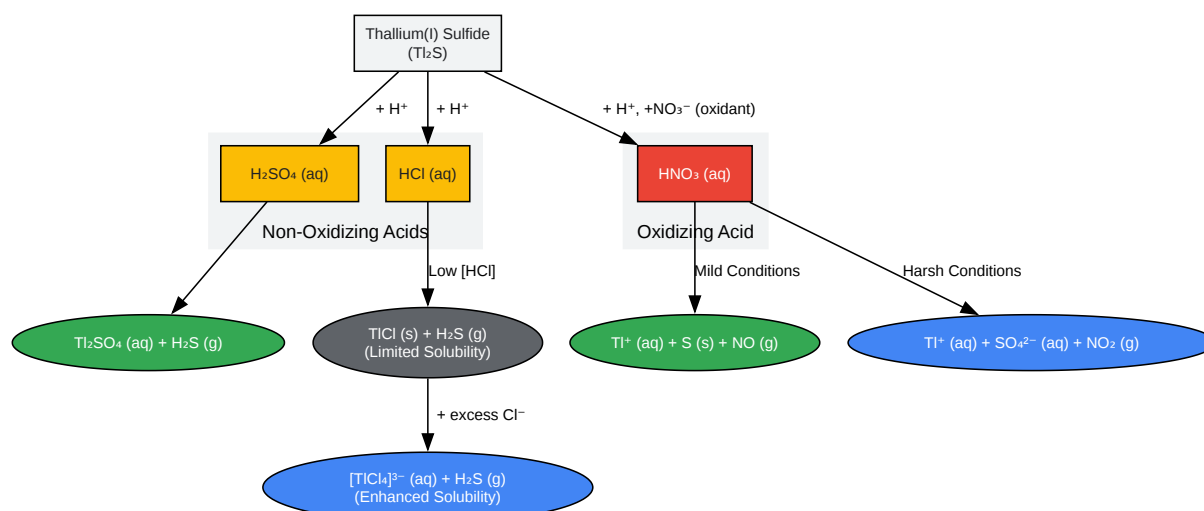 Thallium(I) Sulfide
(Tl₂S)
+ H⁺
+ H⁺
+ H⁺, +NO₃⁻ (oxidant)
H₂SO₄ (aq)
HCl (aq)
HNO₃ (aq)
Non-Oxidizing Acids
Oxidizing Acid
Low [HCl]
Mild Conditions
Harsh Conditions
Tl₂SO₄ (aq) + H₂S (g)
TlCl (s) + H₂S (g)
(Limited Solubility)
Tl⁺ (aq) + S (s) + NO (g)
Tl⁺ (aq) + SO₄²⁻ (aq) + NO₂ (g)
+ excess Cl⁻
[TlCl₄]³⁻ (aq) + H₂S (g)
(Enhanced Solubility)